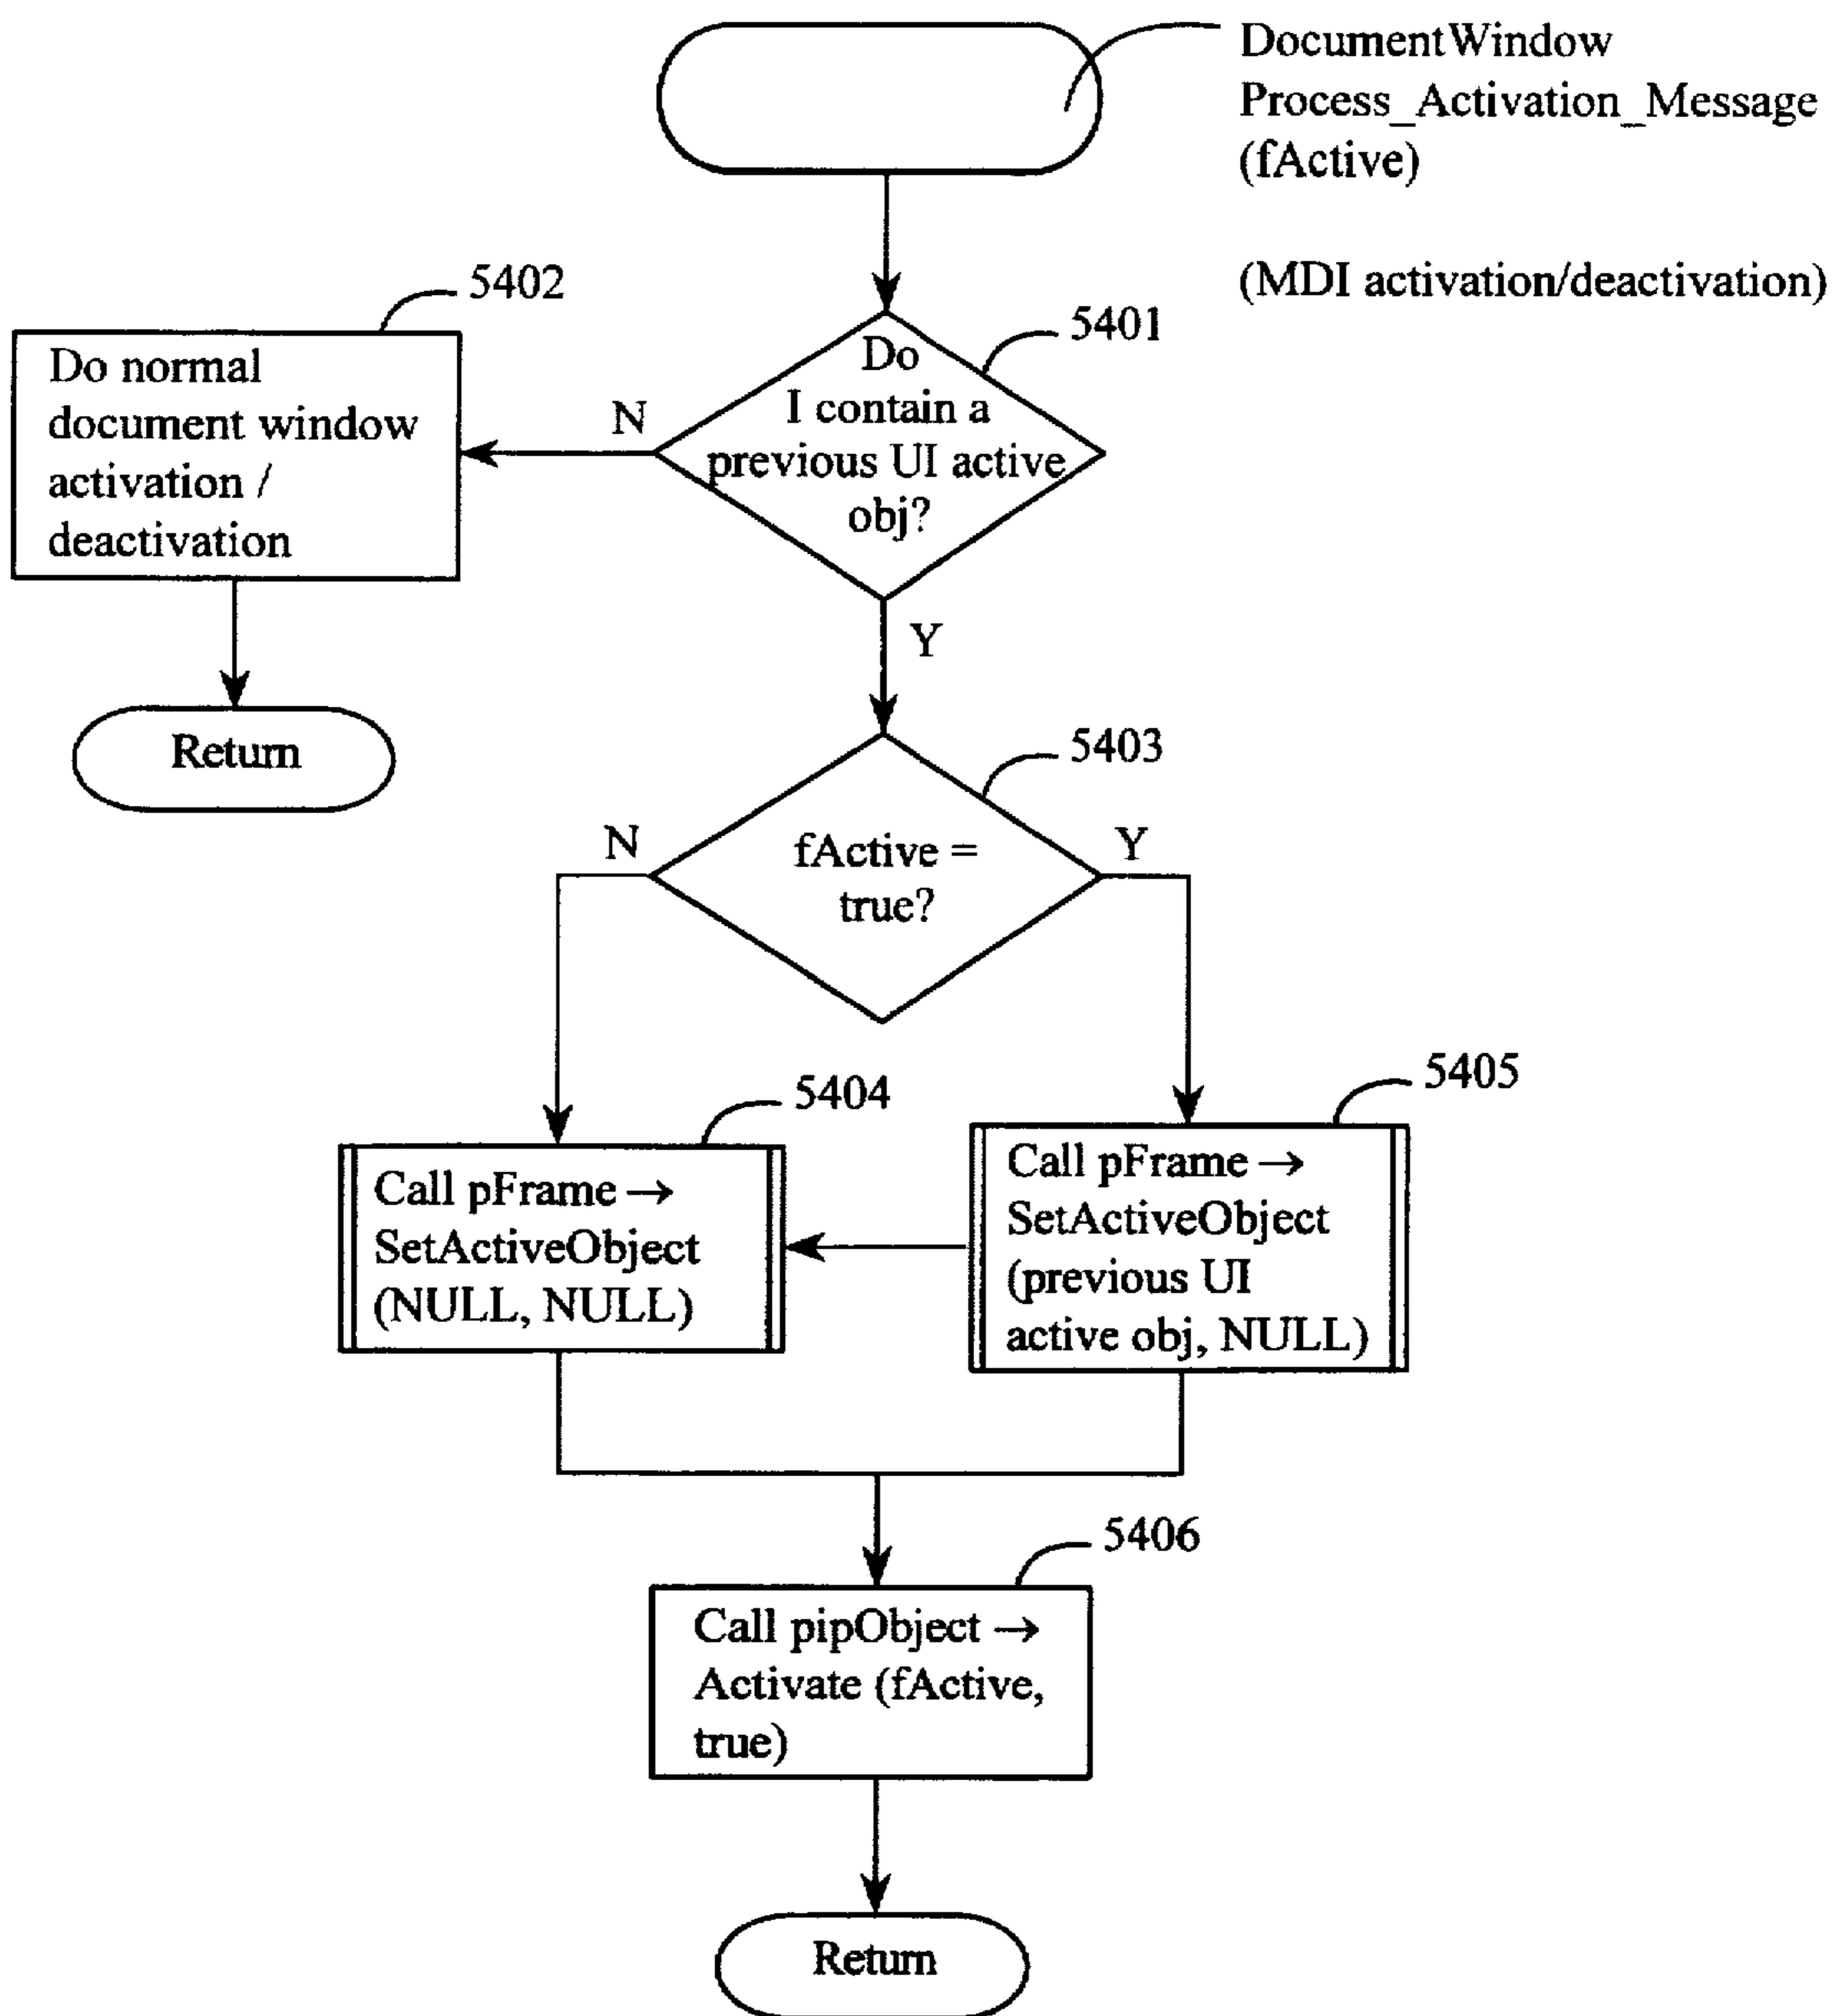 DocumentWindow
Process_Activation_Message
(fActive)
(MDI activation/deactivation)
5402
5401
Do normal
document window
activation /
deactivation
N
Do
I contain a
previous UI active
obj?
Y
Return
5403
N
fActive =
true?
Y
5404
5405
Call pFrame →
SetActiveObject
(NULL, NULL)
Call pFrame →
SetActiveObject
(previous UI
active obj, NULL)
5406
Call pipObject →
Activate (fActive,
true)
Return